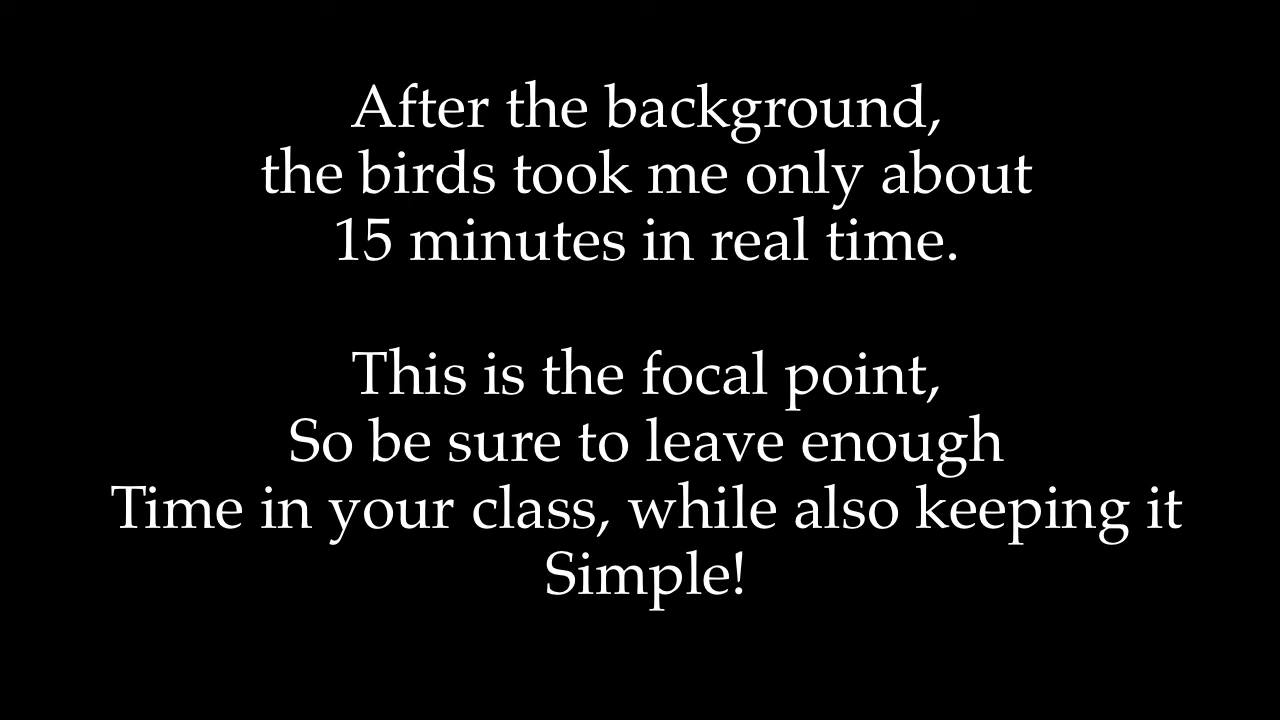 After the background,
the birds took me only about
15 minutes in real time.
This is the focal point,
So be sure to leave enough
Time in your class, while also keeping it
Simple!